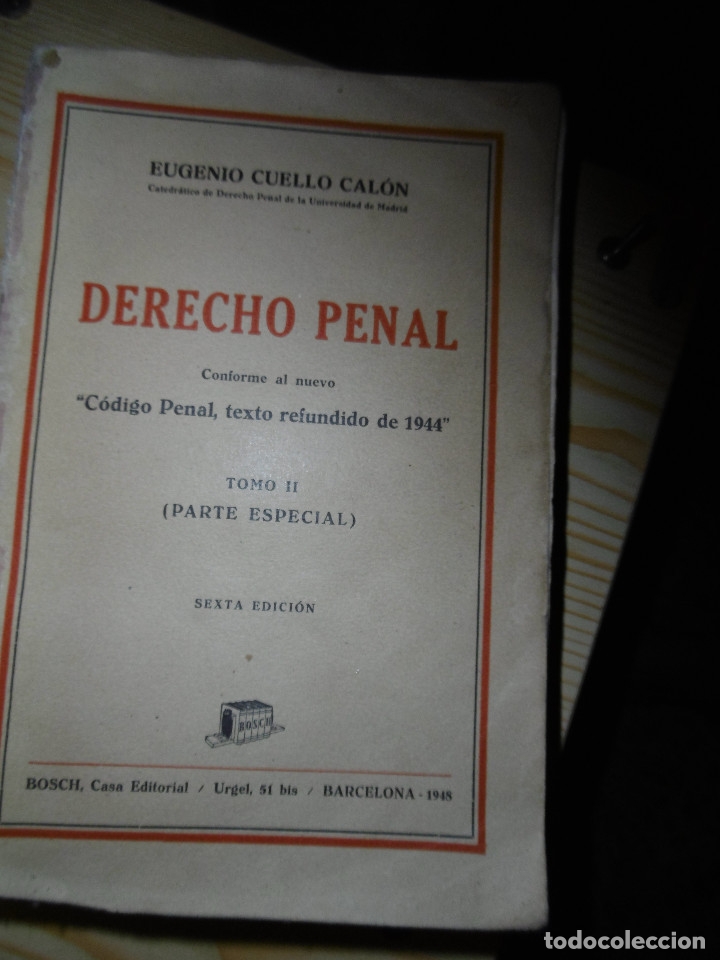 EUGENIO CUELLO CALÓN
Catedrático de Derecho Penal de la Universidad de Madrid
DERECHO PENAL
Conforme al nuevo
"Código Penal, texto refundido de 1944"
TOMO II
(PARTE ESPECIAL)
SEXTA EDICIÓN
BOSCH
BOSCH, Casa Editorial / Urgel, 51 bis / BARCELONA - 1948
todocoleccion